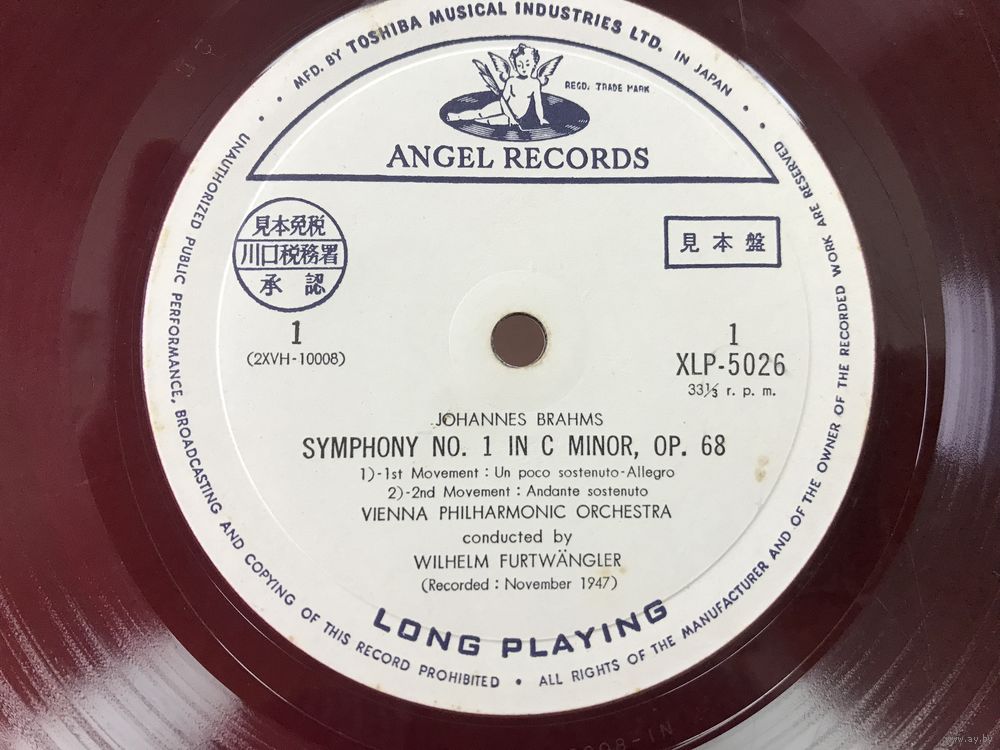 • MFD. BY TOSHIBA MUSICAL INDUSTRIES LTD. IN JAPAN •
REGD. TRADE MARK
ANGEL RECORDS
見本免税
川口税務署
承認
見本盤
1
(2XVH-10008)
1
XLP-5026
33⅓ r. p. m.
JOHANNES BRAHMS
SYMPHONY NO. 1 IN C MINOR, OP. 68
1)-1st Movement : Un poco sostenuto-Allegro
2)-2nd Movement : Andante sostenuto
VIENNA PHILHARMONIC ORCHESTRA
conducted by
WILHELM FURTWÄNGLER
(Recorded : November 1947)
LONG PLAYING
UNAUTHORIZED PUBLIC PERFORMANCE, BROADCASTING AND COPYING OF THIS RECORD PROHIBITED • ALL RIGHTS OF THE MANUFACTURER AND OF THE OWNER OF THE RECORDED WORK ARE RESERVED •
www.ay.by